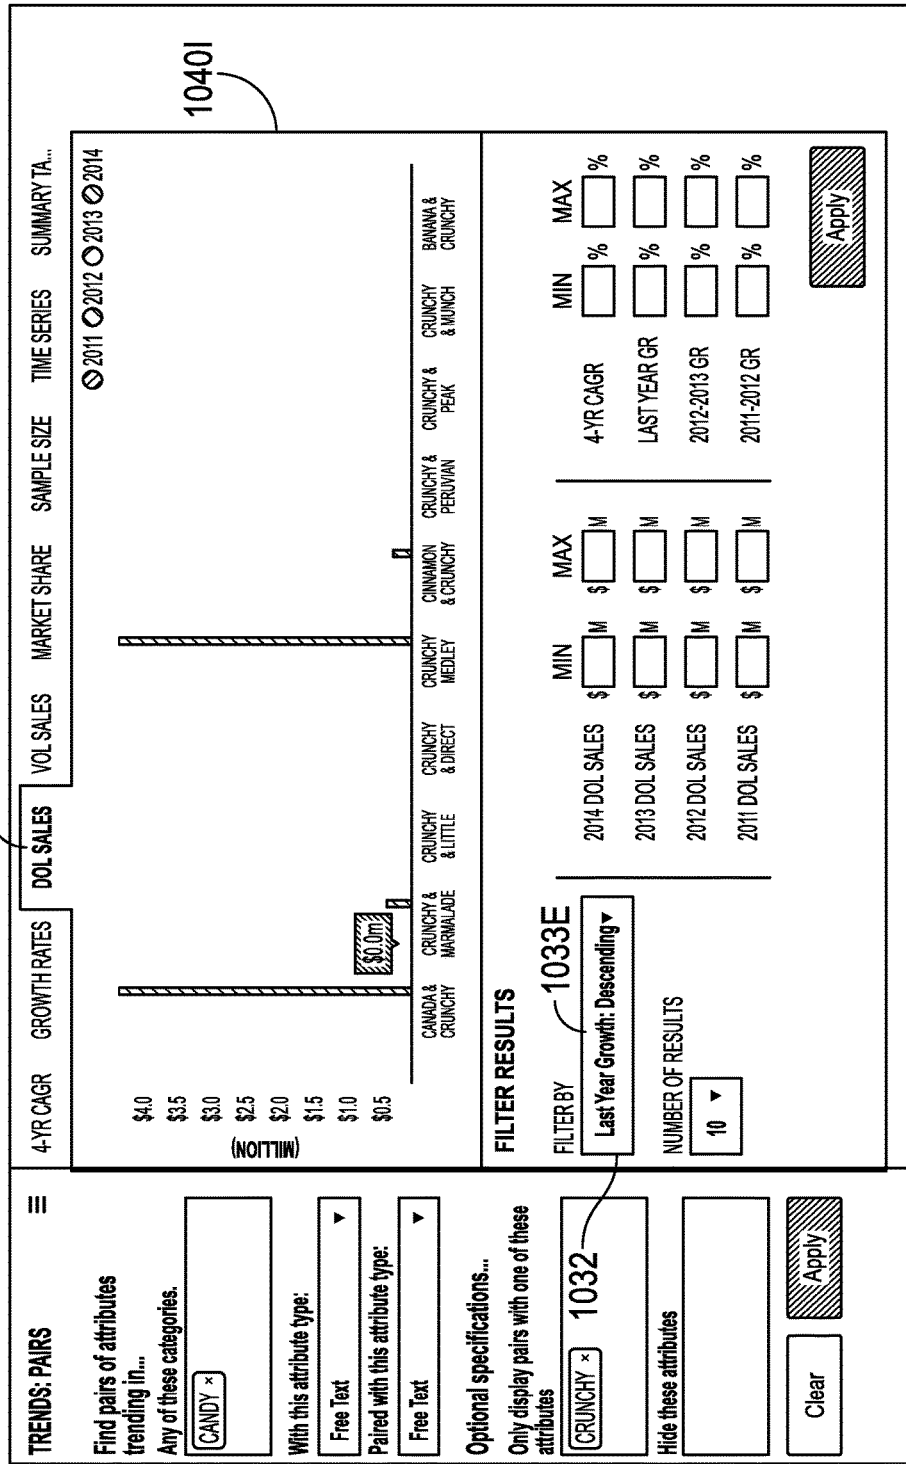 TRENDS: PAIRS ☰
Find pairs of attributes
trending in...
Any of these categories.
CANDY ×
With this attribute type:
Free Text ▼
Paired with this attribute type:
Free Text ▼
Optional specifications...
Only display pairs with one of these
attributes
CRUNCHY ×
1032
Hide these attributes
Clear
Apply
4-YR CAGR GROWTH RATES DOL SALES VOL SALES MARKET SHARE SAMPLE SIZE TIME SERIES SUMMARY TA...
2011 2012 2013 2014
1040I
(MILLION)
$4.0
$3.5
$3.0
$2.5
$2.0
$1.5
$1.0
$0.5
$0.0m
CANADA &
CRUNCHY
CRUNCHY &
MARMALADE
CRUNCHY
& LITTLE
CRUNCHY
& DIRECT
CRUNCHY
MEDLEY
CINNAMON
& CRUNCHY
CRUNCHY &
PERUVIAN
CRUNCHY &
PEAK
CRUNCHY
& MUNCH
BANANA &
CRUNCHY
FILTER RESULTS
FILTER BY
1033E
Last Year Growth: Descending ▼
NUMBER OF RESULTS
10 ▼
MIN MAX
2014 DOL SALES $ M $ M
2013 DOL SALES $ M $ M
2012 DOL SALES $ M $ M
2011 DOL SALES $ M $ M
MIN MAX
4-YR CAGR % %
LAST YEAR GR % %
2012-2013 GR % %
2011-2012 GR % %
Apply